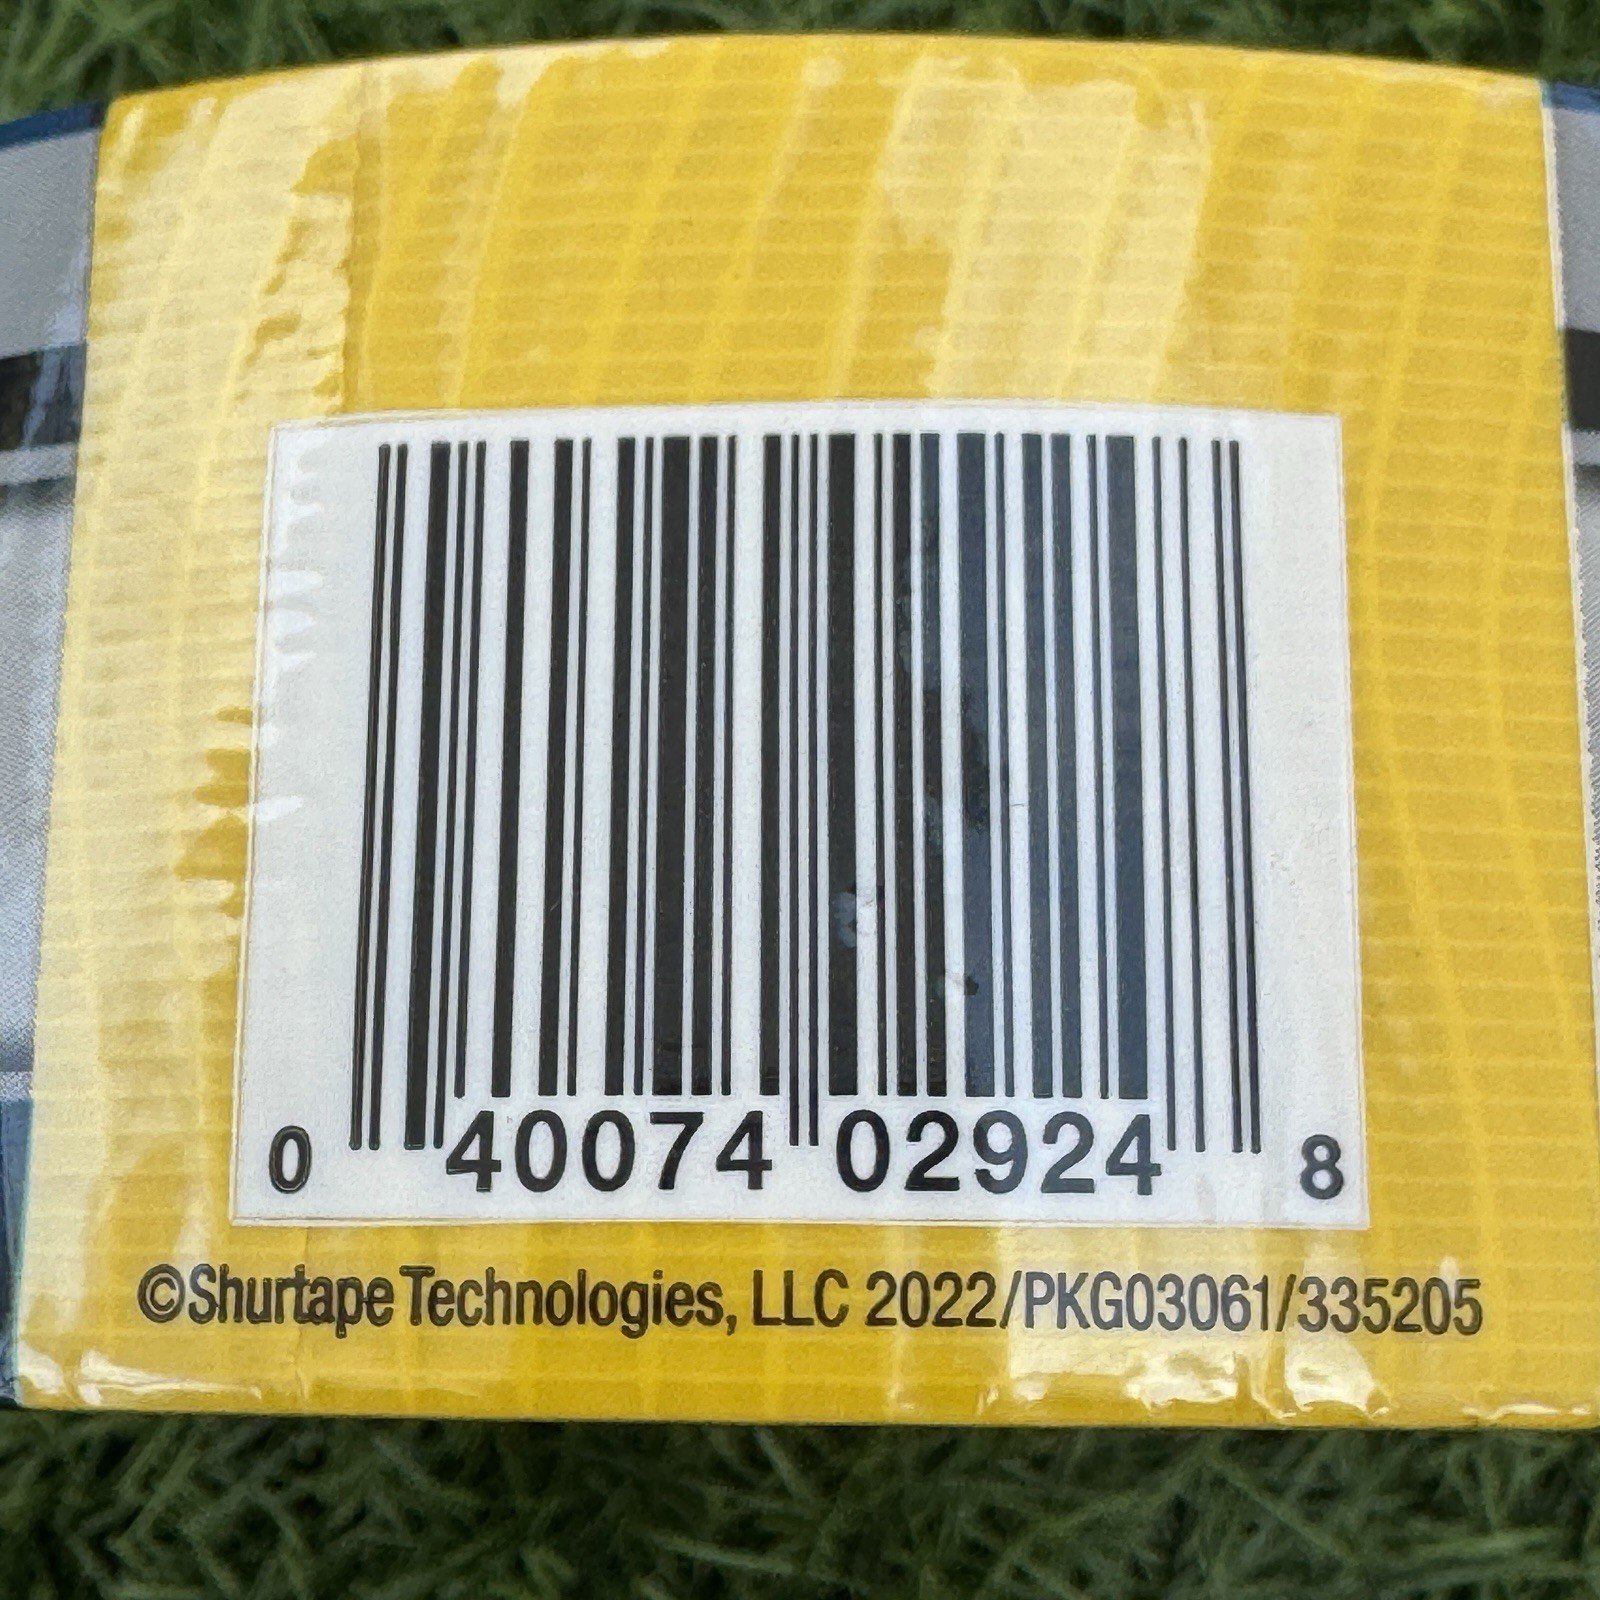 0 40074 02924 8
©Shurtape Technologies, LLC 2022/PKG03061/335205